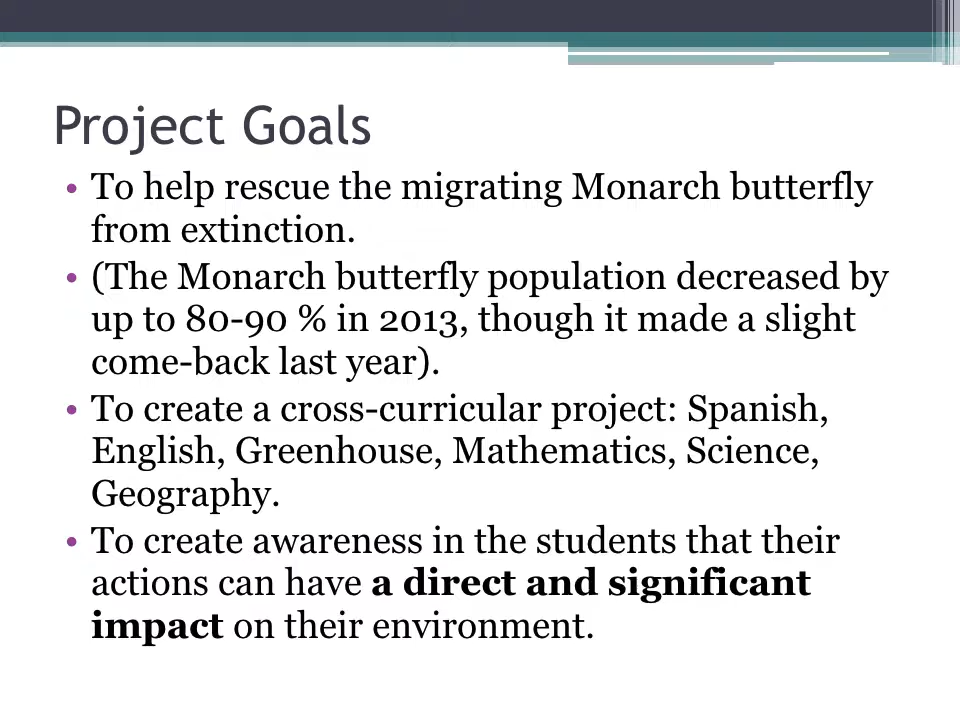 Project Goals
• To help rescue the migrating Monarch butterfly
from extinction.
• (The Monarch butterfly population decreased by
up to 80-90 % in 2013, though it made a slight
come-back last year).
• To create a cross-curricular project: Spanish,
English, Greenhouse, Mathematics, Science,
Geography.
• To create awareness in the students that their
actions can have a direct and significant
impact on their environment.